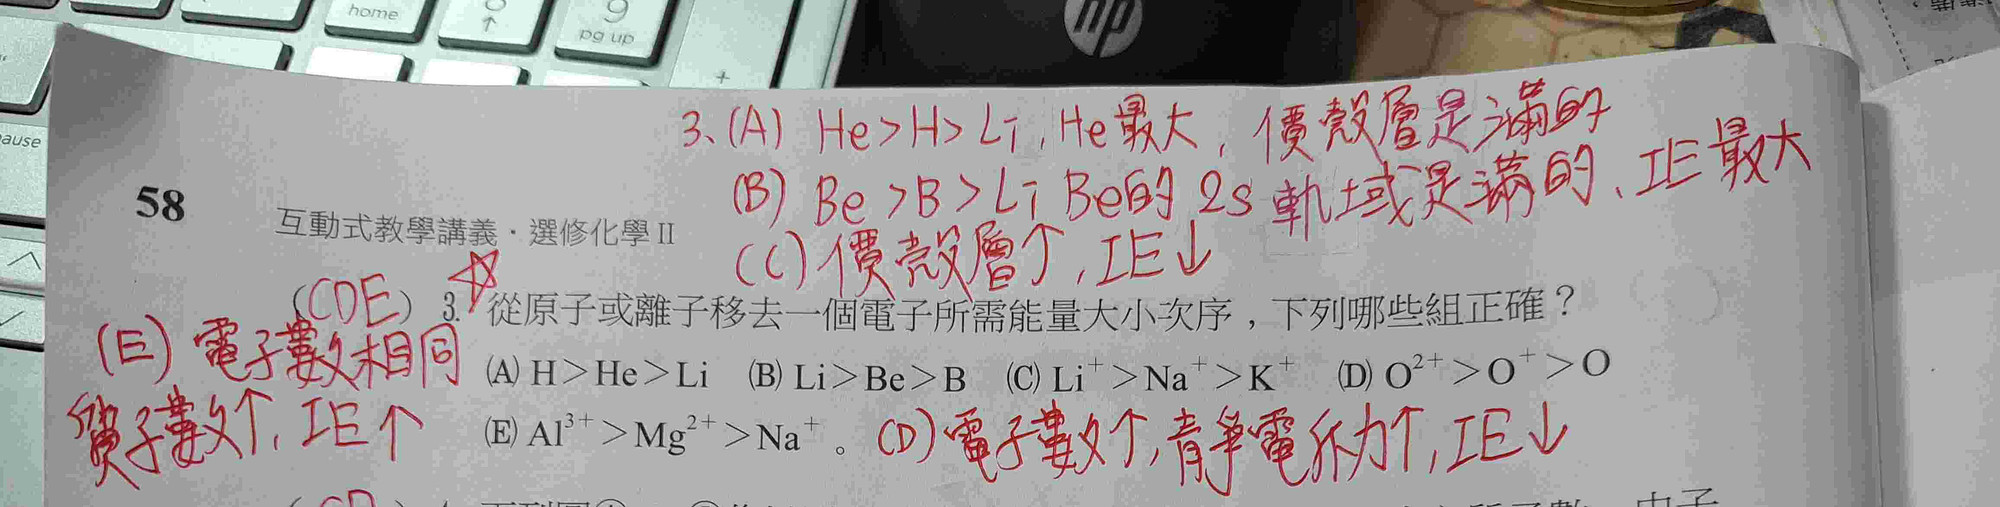 home
9
pg up
hp
+
ause
3、(A) He>H>Li, He最大, 價殼層是滿的
(B) Be>B>Li Be的2s軌域是滿的、IE最大
58
互動式教學講義·選修化學II
(C)價殼層↑, IE↓
(CDE) 3. 從原子或離子移去一個電子所需能量大小次序，下列哪些組正確？
(E)電子數相同
(A) H>He>Li (B) Li>Be>B (C) Li⁺>Na⁺>K⁺ (D) O²⁺>O⁺>O
質子數↑, IE↑
(E) Al³⁺>Mg²⁺>Na⁺。
(D)電子數↑, 靜電斥力↑, IE↓